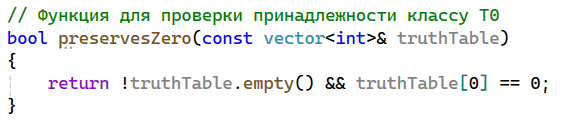 // Функция для проверки принадлежности классу T0
bool preservesZero(const vector<int>& truthTable)
{
    return !truthTable.empty() && truthTable[0] == 0;
}